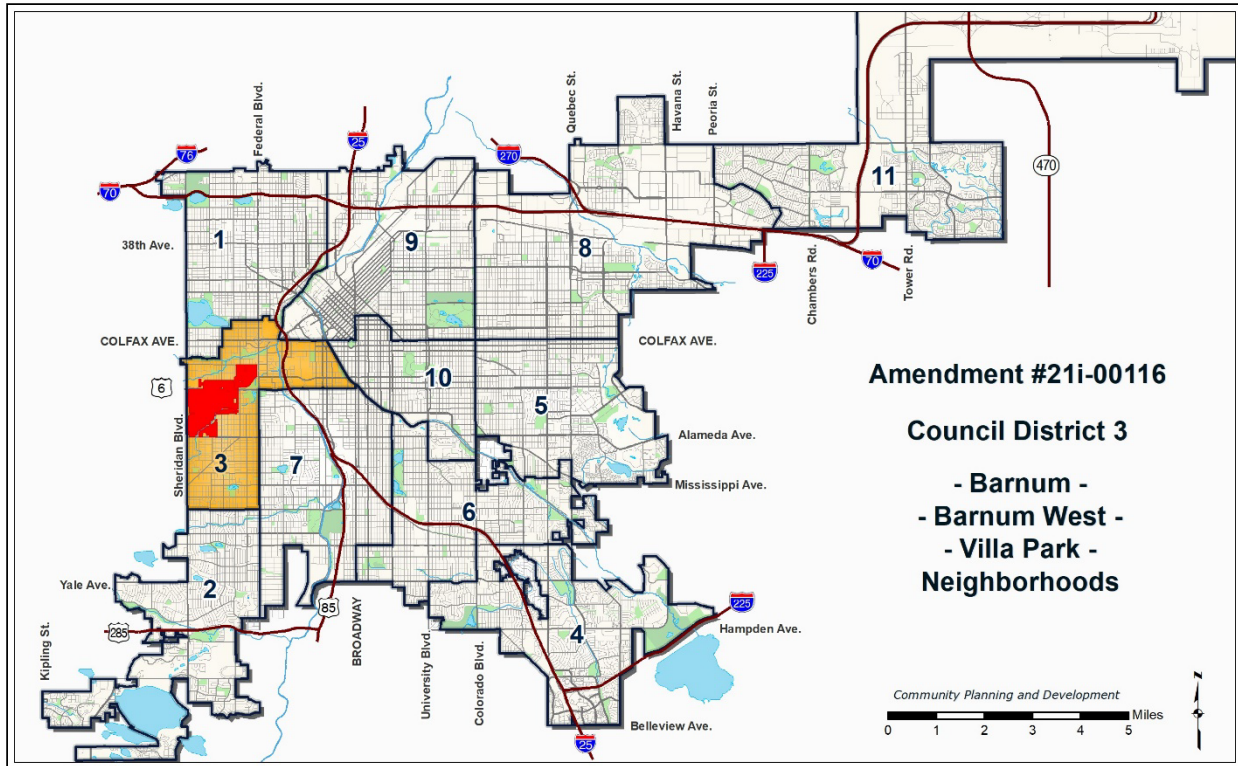 Federal Blvd.
Quebec St.
Havana St.
Peoria St.
76
25
270
70
470
11
38th Ave.
1
9
8
225
70
Chambers Rd.
Tower Rd.
COLFAX AVE.
COLFAX AVE.
6
10
5
Sheridan Blvd.
3
7
Alameda Ave.
Mississippi Ave.
6
Yale Ave.
2
85
285
BROADWAY
University Blvd.
Colorado Blvd.
4
225
Hampden Ave.
Kipling St.
Belleview Ave.
25
Amendment #21i-00116
Council District 3
- Barnum -
- Barnum West -
- Villa Park -
Neighborhoods
Community Planning and Development
Miles
0 1 2 3 4 5
Z